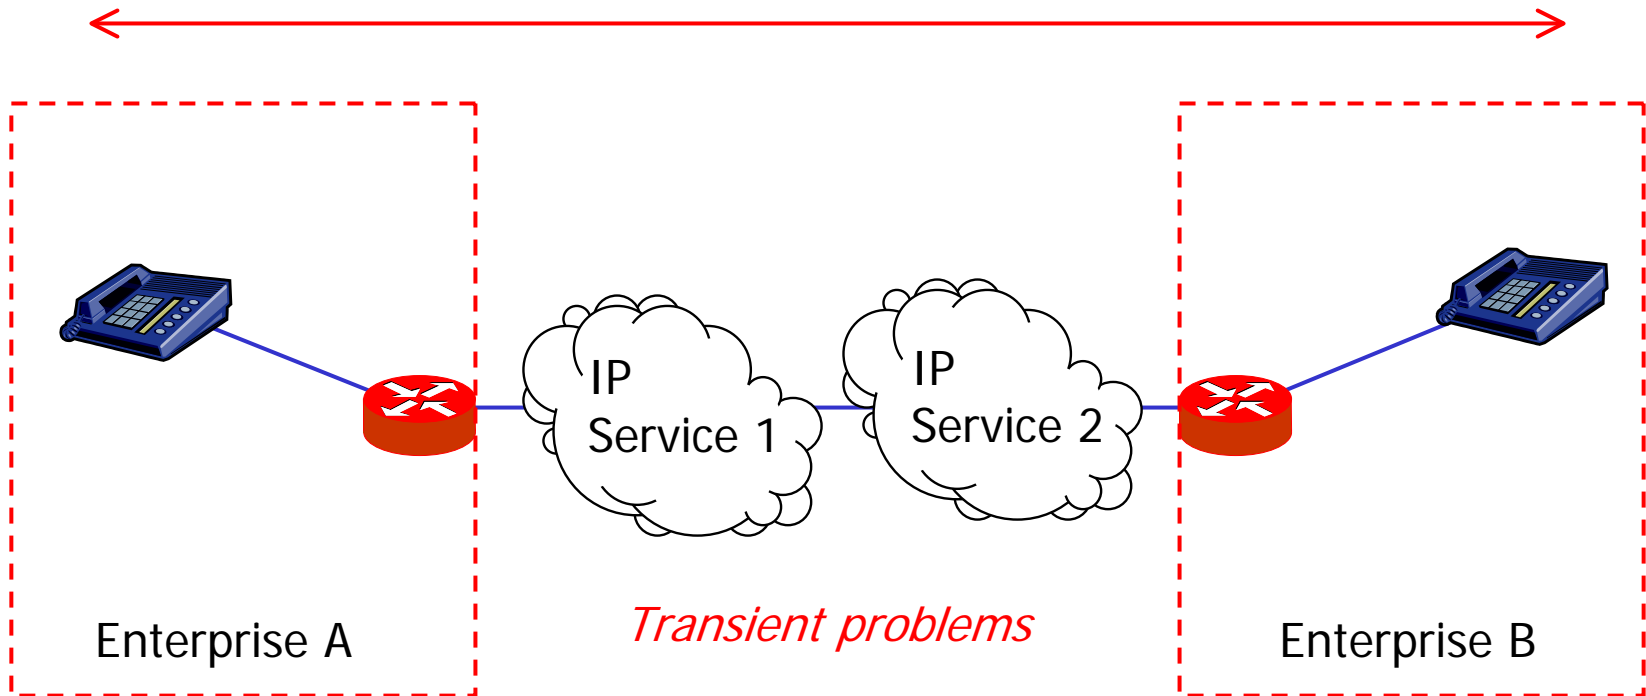 IP
Service 1
IP
Service 2
Transient problems
Enterprise A
Enterprise B